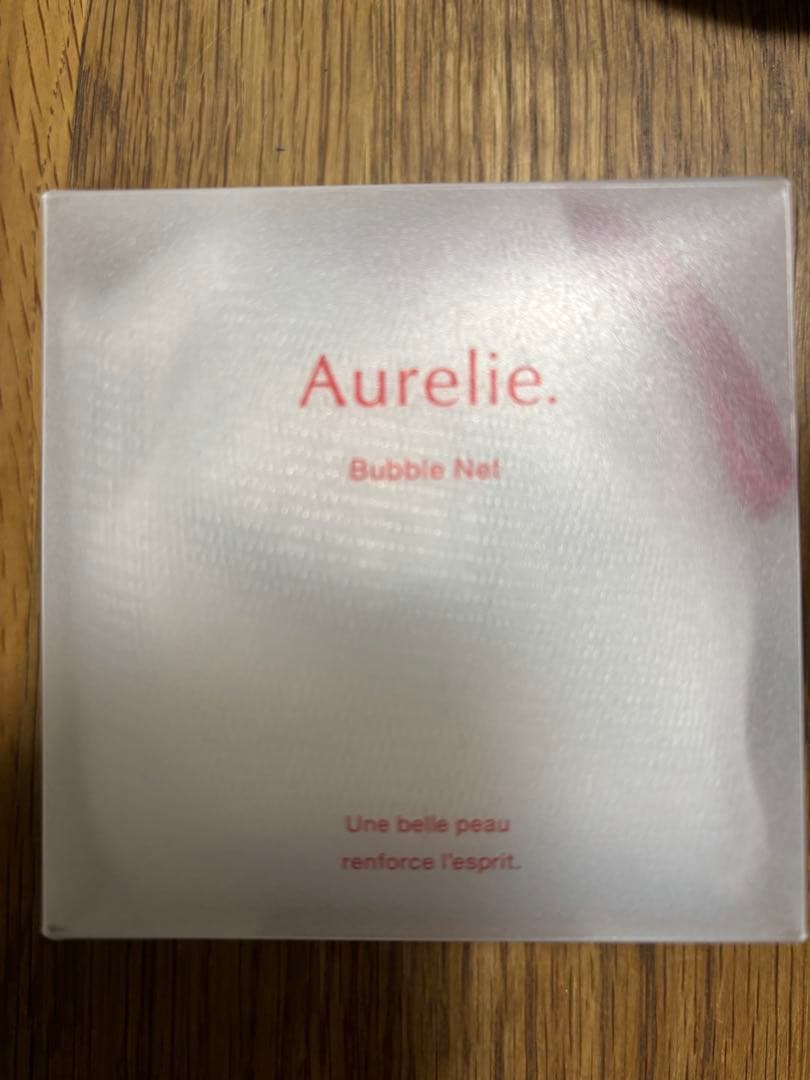 Aurelie.
Bubble Net
Une belle peau
renforce l'esprit.